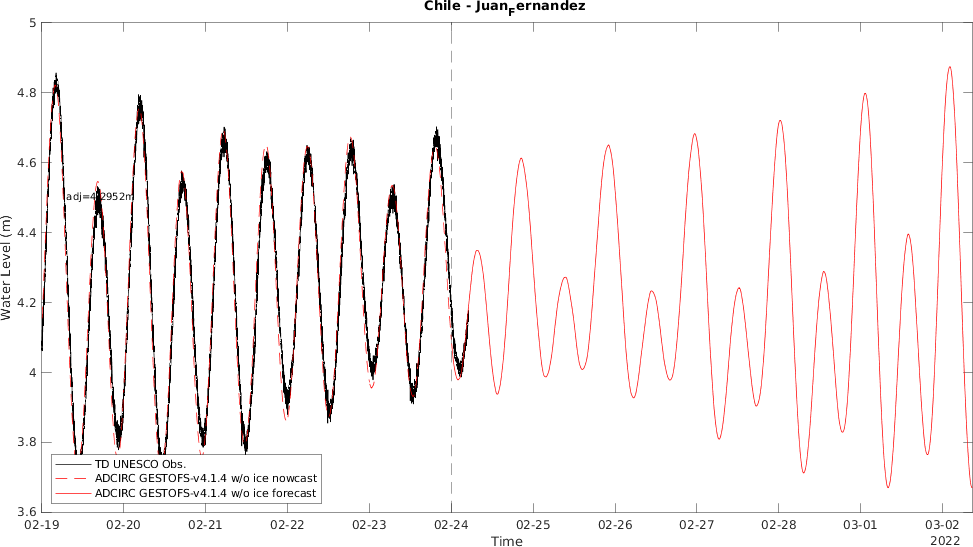 Chile - JuanFernandez
5
4.8
4.6
4.4
4.2
4
3.8
3.6
Water Level (m)
adj=4.2952m
TD UNESCO Obs.
ADCIRC GESTOFS-v4.1.4 w/o ice nowcast
ADCIRC GESTOFS-v4.1.4 w/o ice forecast
02-19 02-20 02-21 02-22 02-23 02-24 02-25 02-26 02-27 02-28 03-01 03-02
Time 2022